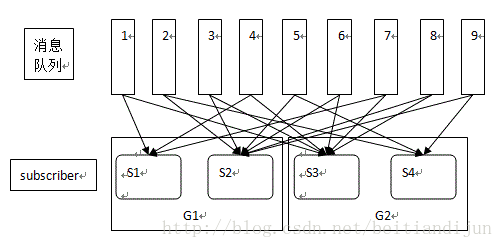 消息
队列
1 2 3 4 5 6 7 8 9
subscriber
S1 S2 S3 S4
G1 G2
http://blog.csdn.net/beitiandijun